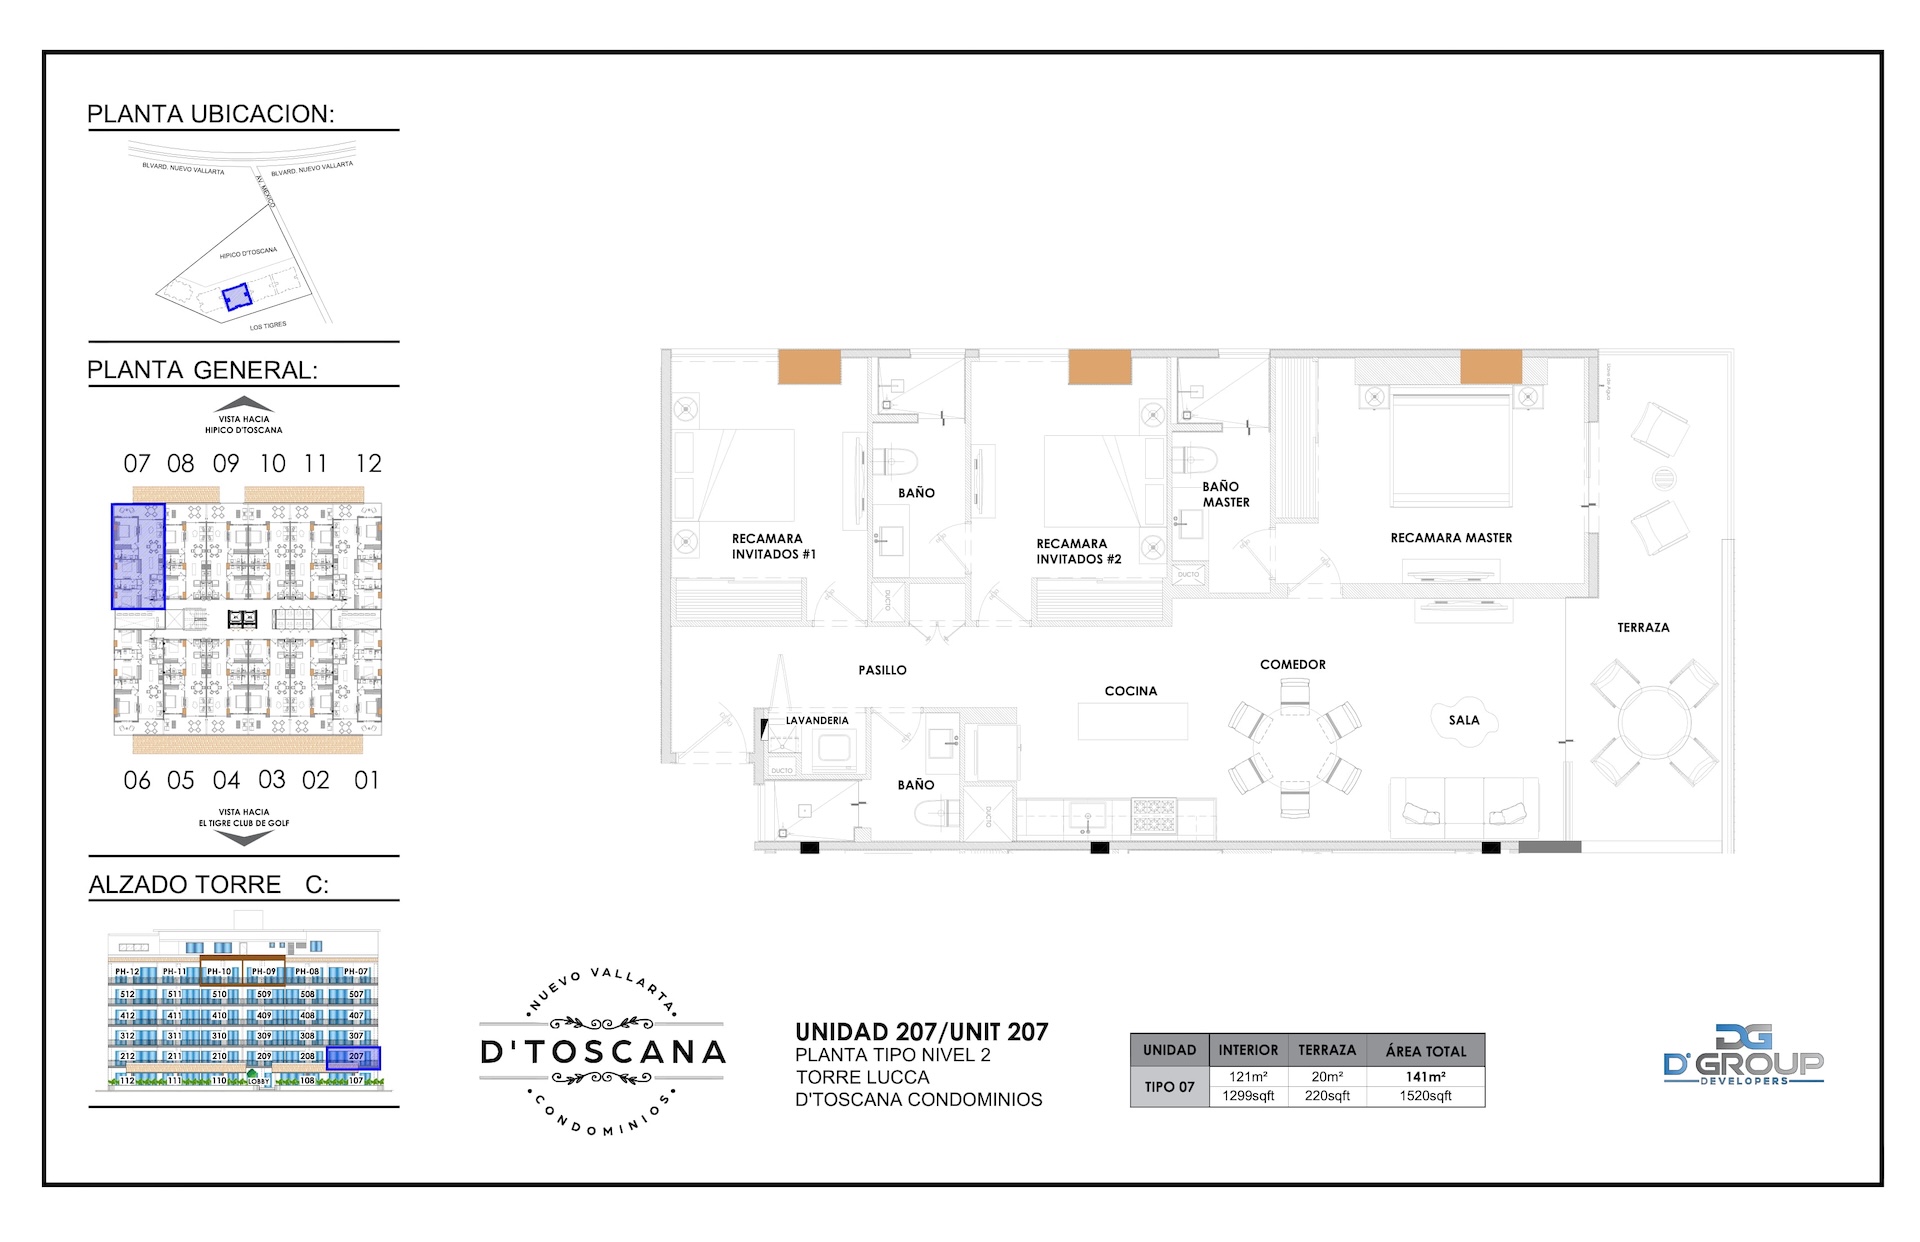 PLANTA UBICACION:
BLVARD. NUEVO VALLARTA
BLVARD. NUEVO VALLARTA
AV. MEXICO
HIPICO D'TOSCANA
LOS TIGRES
PLANTA GENERAL:
VISTA HACIA
HIPICO D'TOSCANA
07 08 09 10 11 12
06 05 04 03 02 01
VISTA HACIA
EL TIGRE CLUB DE GOLF
ALZADO TORRE C:
PH-12 PH-11 PH-10 PH-09 PH-08 PH-07
512 511 510 509 508 507
412 411 410 409 408 407
312 311 310 309 308 307
212 211 210 209 208 207
112 111 110 LOBBY 108 107
RECAMARA
INVITADOS #1
BAÑO
RECAMARA
INVITADOS #2
BAÑO
MASTER
RECAMARA MASTER
DUCTO
DUCTO
TERRAZA
PASILLO
COCINA
COMEDOR
SALA
LAVANDERIA
DUCTO
BAÑO
DUCTO
NUEVO VALLARTA
D'TOSCANA
CONDOMINIOS
UNIDAD 207/UNIT 207
PLANTA TIPO NIVEL 2
TORRE LUCCA
D'TOSCANA CONDOMINIOS
UNIDAD INTERIOR TERRAZA ÁREA TOTAL
TIPO 07 121m² 20m² 141m²
1299sqft 220sqft 1520sqft
DG
D'GROUP
DEVELOPERS